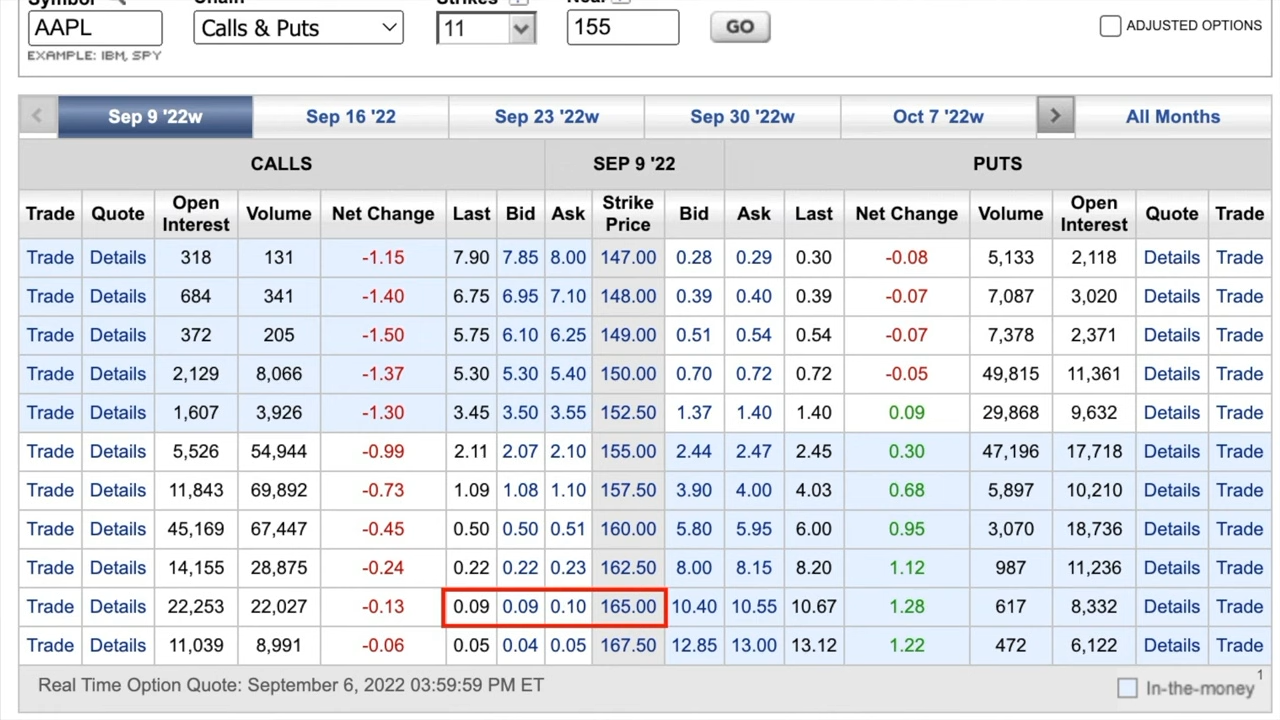 Symbol Chain Strikes Near
AAPL Calls & Puts 11 155 GO ADJUSTED OPTIONS
EXAMPLE: IBM, SPY
< Sep 9 '22w Sep 16 '22 Sep 23 '22w Sep 30 '22w Oct 7 '22w > All Months
CALLS SEP 9 '22 PUTS
Trade Quote Open Interest Volume Net Change Last Bid Ask Strike Price Bid Ask Last Net Change Volume Open Interest Quote Trade
Trade Details 318 131 -1.15 7.90 7.85 8.00 147.00 0.28 0.29 0.30 -0.08 5,133 2,118 Details Trade
Trade Details 684 341 -1.40 6.75 6.95 7.10 148.00 0.39 0.40 0.39 -0.07 7,087 3,020 Details Trade
Trade Details 372 205 -1.50 5.75 6.10 6.25 149.00 0.51 0.54 0.54 -0.07 7,378 2,371 Details Trade
Trade Details 2,129 8,066 -1.37 5.30 5.30 5.40 150.00 0.70 0.72 0.72 -0.05 49,815 11,361 Details Trade
Trade Details 1,607 3,926 -1.30 3.45 3.50 3.55 152.50 1.37 1.40 1.40 0.09 29,868 9,632 Details Trade
Trade Details 5,526 54,944 -0.99 2.11 2.07 2.10 155.00 2.44 2.47 2.45 0.30 47,196 17,718 Details Trade
Trade Details 11,843 69,892 -0.73 1.09 1.08 1.10 157.50 3.90 4.00 4.03 0.68 5,897 10,210 Details Trade
Trade Details 45,169 67,447 -0.45 0.50 0.50 0.51 160.00 5.80 5.95 6.00 0.95 3,070 18,736 Details Trade
Trade Details 14,155 28,875 -0.24 0.22 0.22 0.23 162.50 8.00 8.15 8.20 1.12 987 11,236 Details Trade
Trade Details 22,253 22,027 -0.13 0.09 0.09 0.10 165.00 10.40 10.55 10.67 1.28 617 8,332 Details Trade
Trade Details 11,039 8,991 -0.06 0.05 0.04 0.05 167.50 12.85 13.00 13.12 1.22 472 6,122 Details Trade
Real Time Option Quote: September 6, 2022 03:59:59 PM ET In-the-money 1